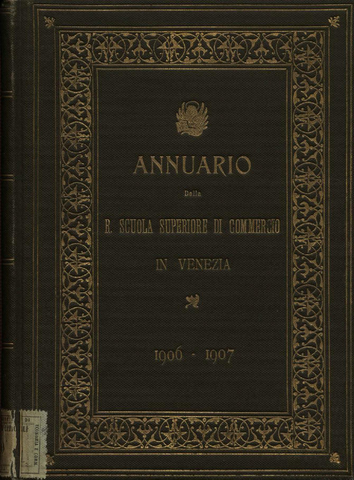 ANNUARIO
Della
R. SCUOLA SUPERIORE DI COMMERCIO
IN VENEZIA
1906 - 1907